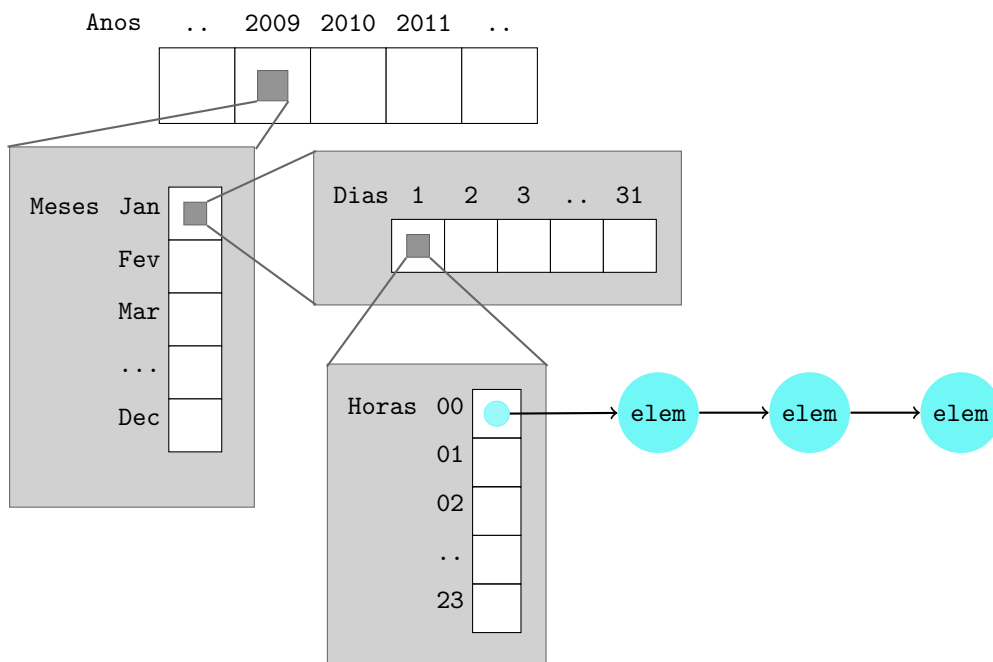 Anos .. 2009 2010 2011 ..
Meses Jan
Fev
Mar
...
Dec
Dias 1 2 3 .. 31
Horas 00
01
02
..
23
elem elem elem